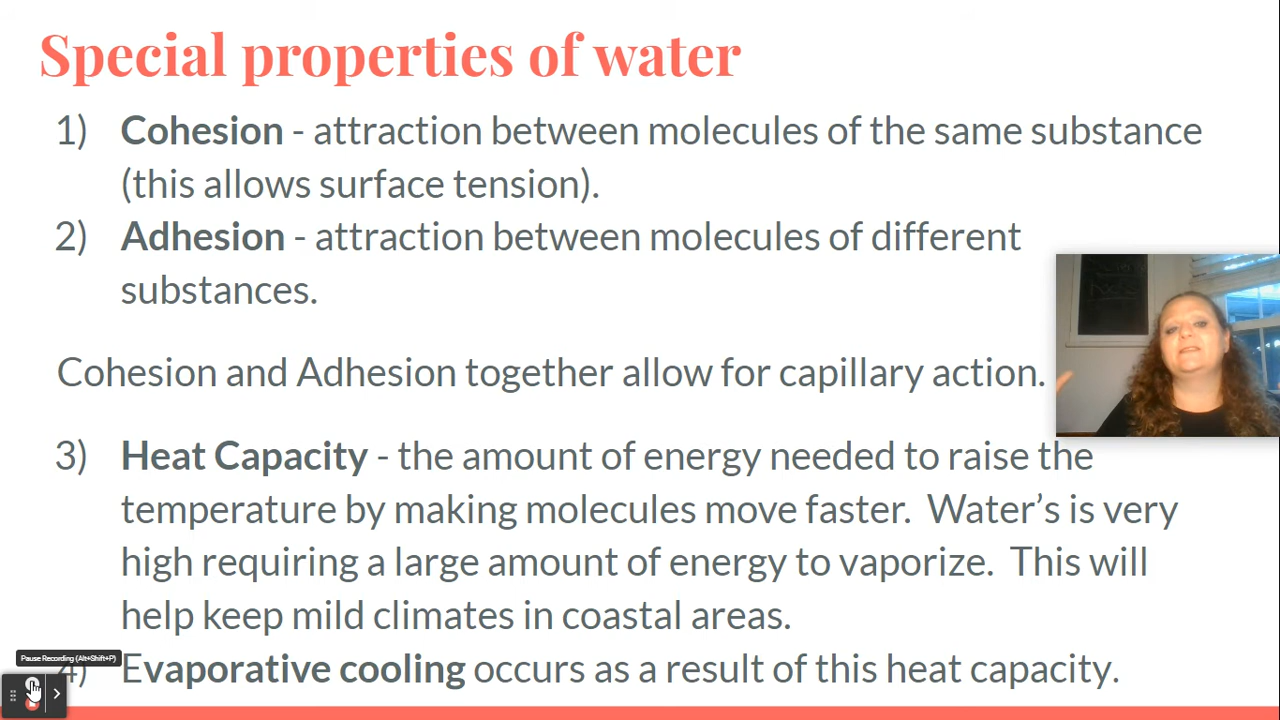 Special properties of water
1) Cohesion - attraction between molecules of the same substance
(this allows surface tension).
2) Adhesion - attraction between molecules of different
substances.
Cohesion and Adhesion together allow for capillary action.
3) Heat Capacity - the amount of energy needed to raise the
temperature by making molecules move faster. Water's is very
high requiring a large amount of energy to vaporize. This will
help keep mild climates in coastal areas.
Pause Recording (Alt+Shift+P)
4) Evaporative cooling occurs as a result of this heat capacity.